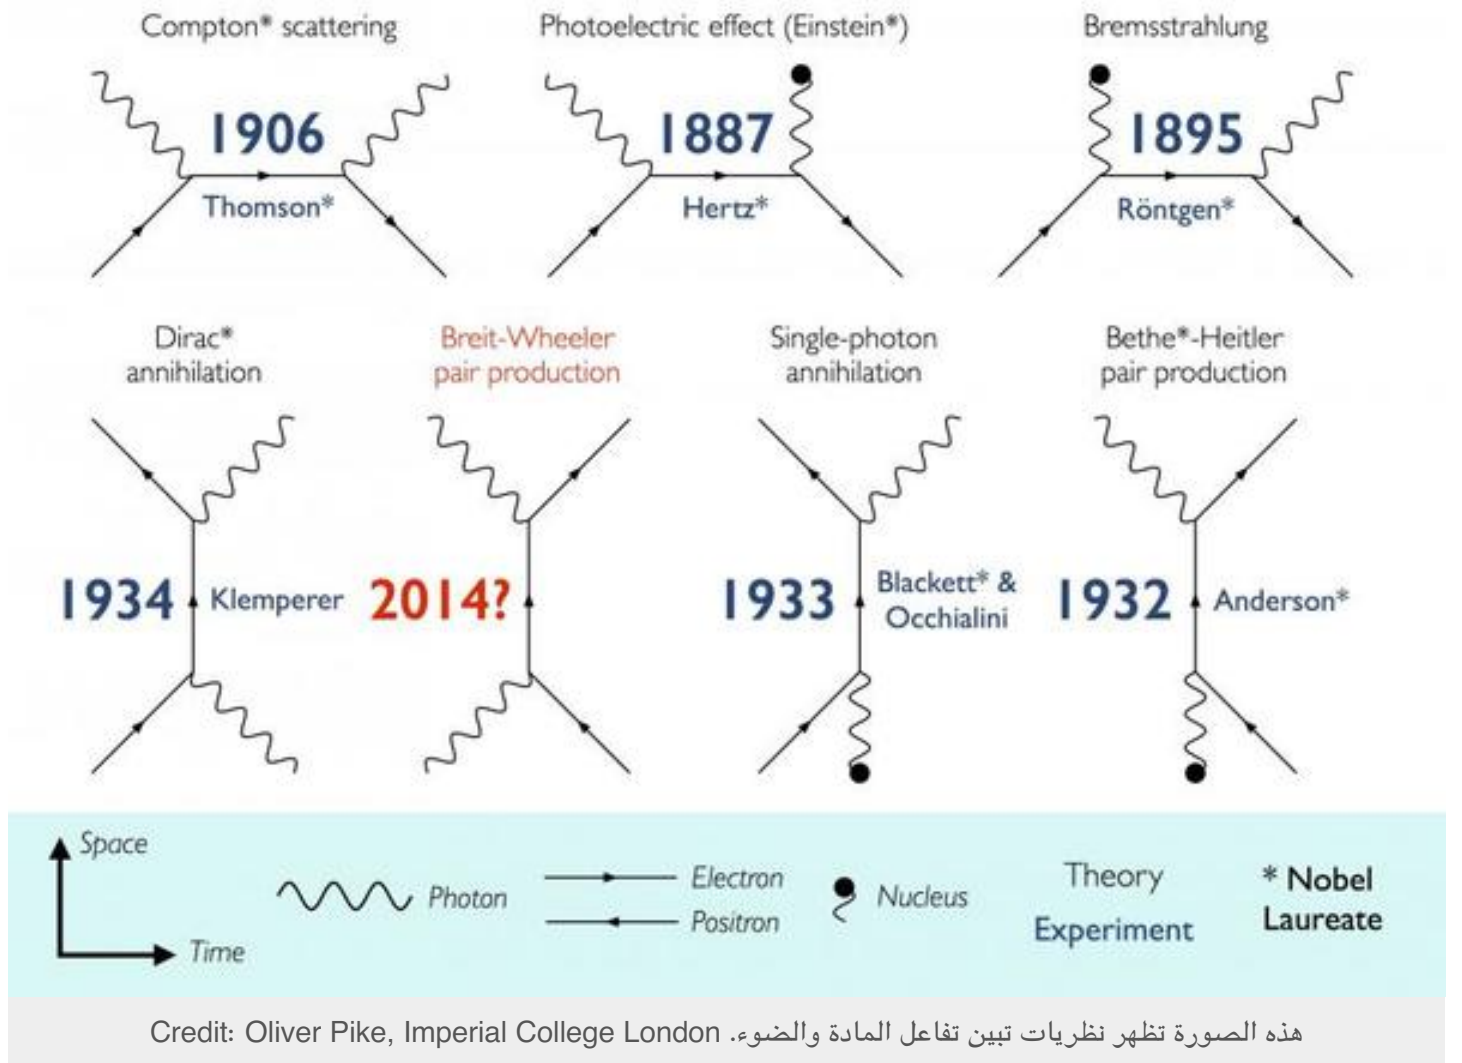 Compton* scattering
Photoelectric effect (Einstein*)
Bremsstrahlung
1906
Thomson*
1887
Hertz*
1895
Röntgen*
Dirac*
annihilation
Breit-Wheeler
pair production
Single-photon
annihilation
Bethe*-Heitler
pair production
1934
Klemperer
2014?
1933
Blackett* &
Occhialini
1932
Anderson*
Space
Time
Photon
Electron
Positron
Nucleus
Theory
Experiment
* Nobel
Laureate
هذه الصورة تظهر نظريات تبين تفاعل المادة والضوء. Credit: Oliver Pike, Imperial College London